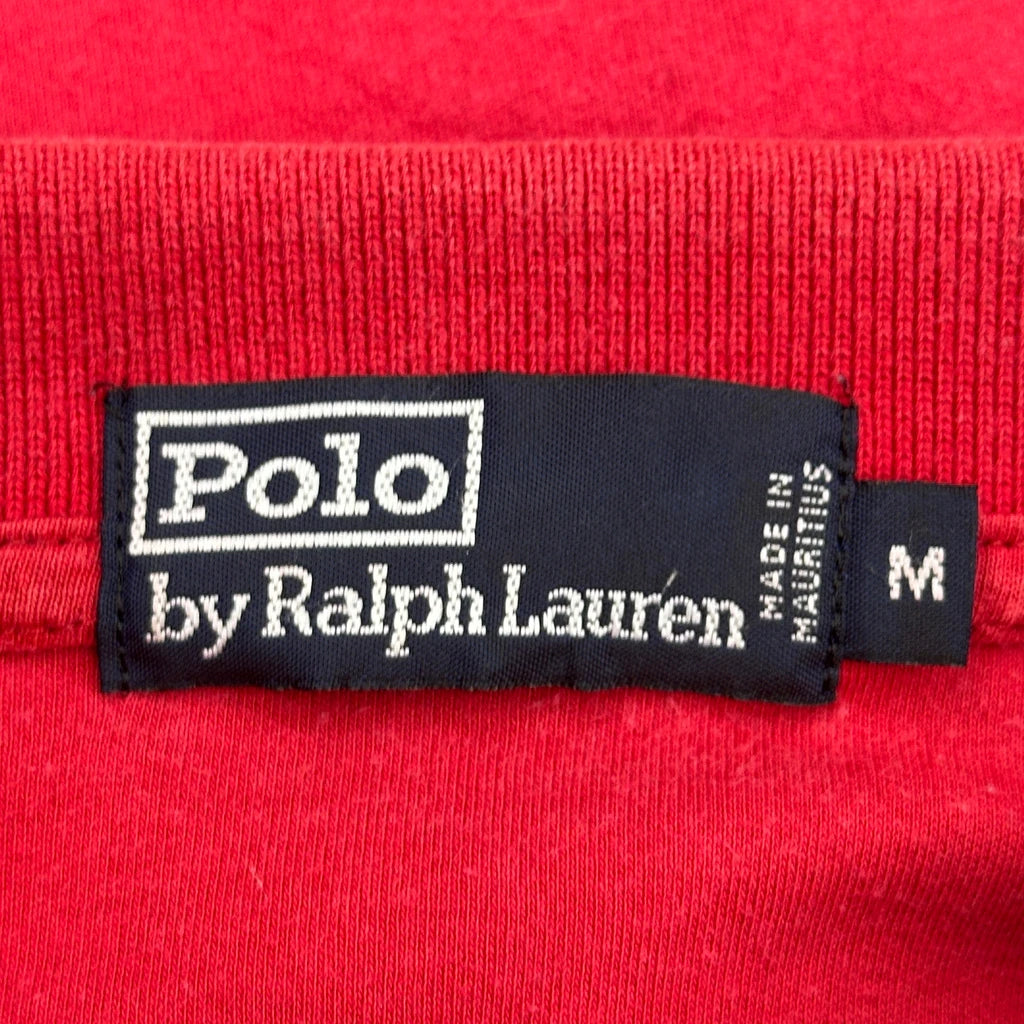 Polo
by Ralph Lauren
MADE IN
MAURITIUS
M